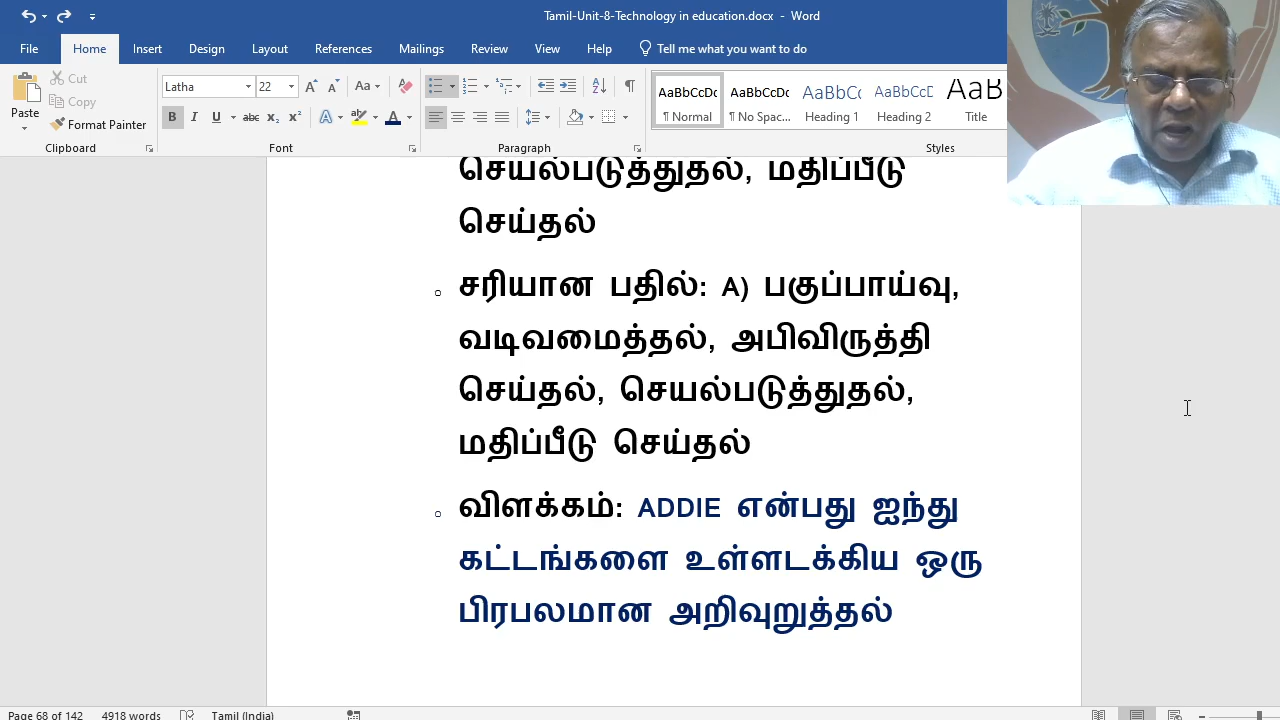 Tamil-Unit-8-Technology in education.docx - Word
File Home Insert Design Layout References Mailings Review View Help Tell me what you want to do
Cut
Copy
Paste
Format Painter
Latha 22
AaBbCcDc AaBbCcDc AaBbCc AaBbCcD AaB
¶ Normal ¶ No Spac... Heading 1 Heading 2 Title
Clipboard Font Paragraph Styles
செயல்படுத்துதல், மதிப்பீடு
செய்தல்
சரியான பதில்: A) பகுப்பாய்வு,
வடிவமைத்தல், அபிவிருத்தி
செய்தல், செயல்படுத்துதல்,
மதிப்பீடு செய்தல்
விளக்கம்: ADDIE என்பது ஐந்து
கட்டங்களை உள்ளடக்கிய ஒரு
பிரபலமான அறிவுறுத்தல்
Page 68 of 142 4918 words Tamil (India)